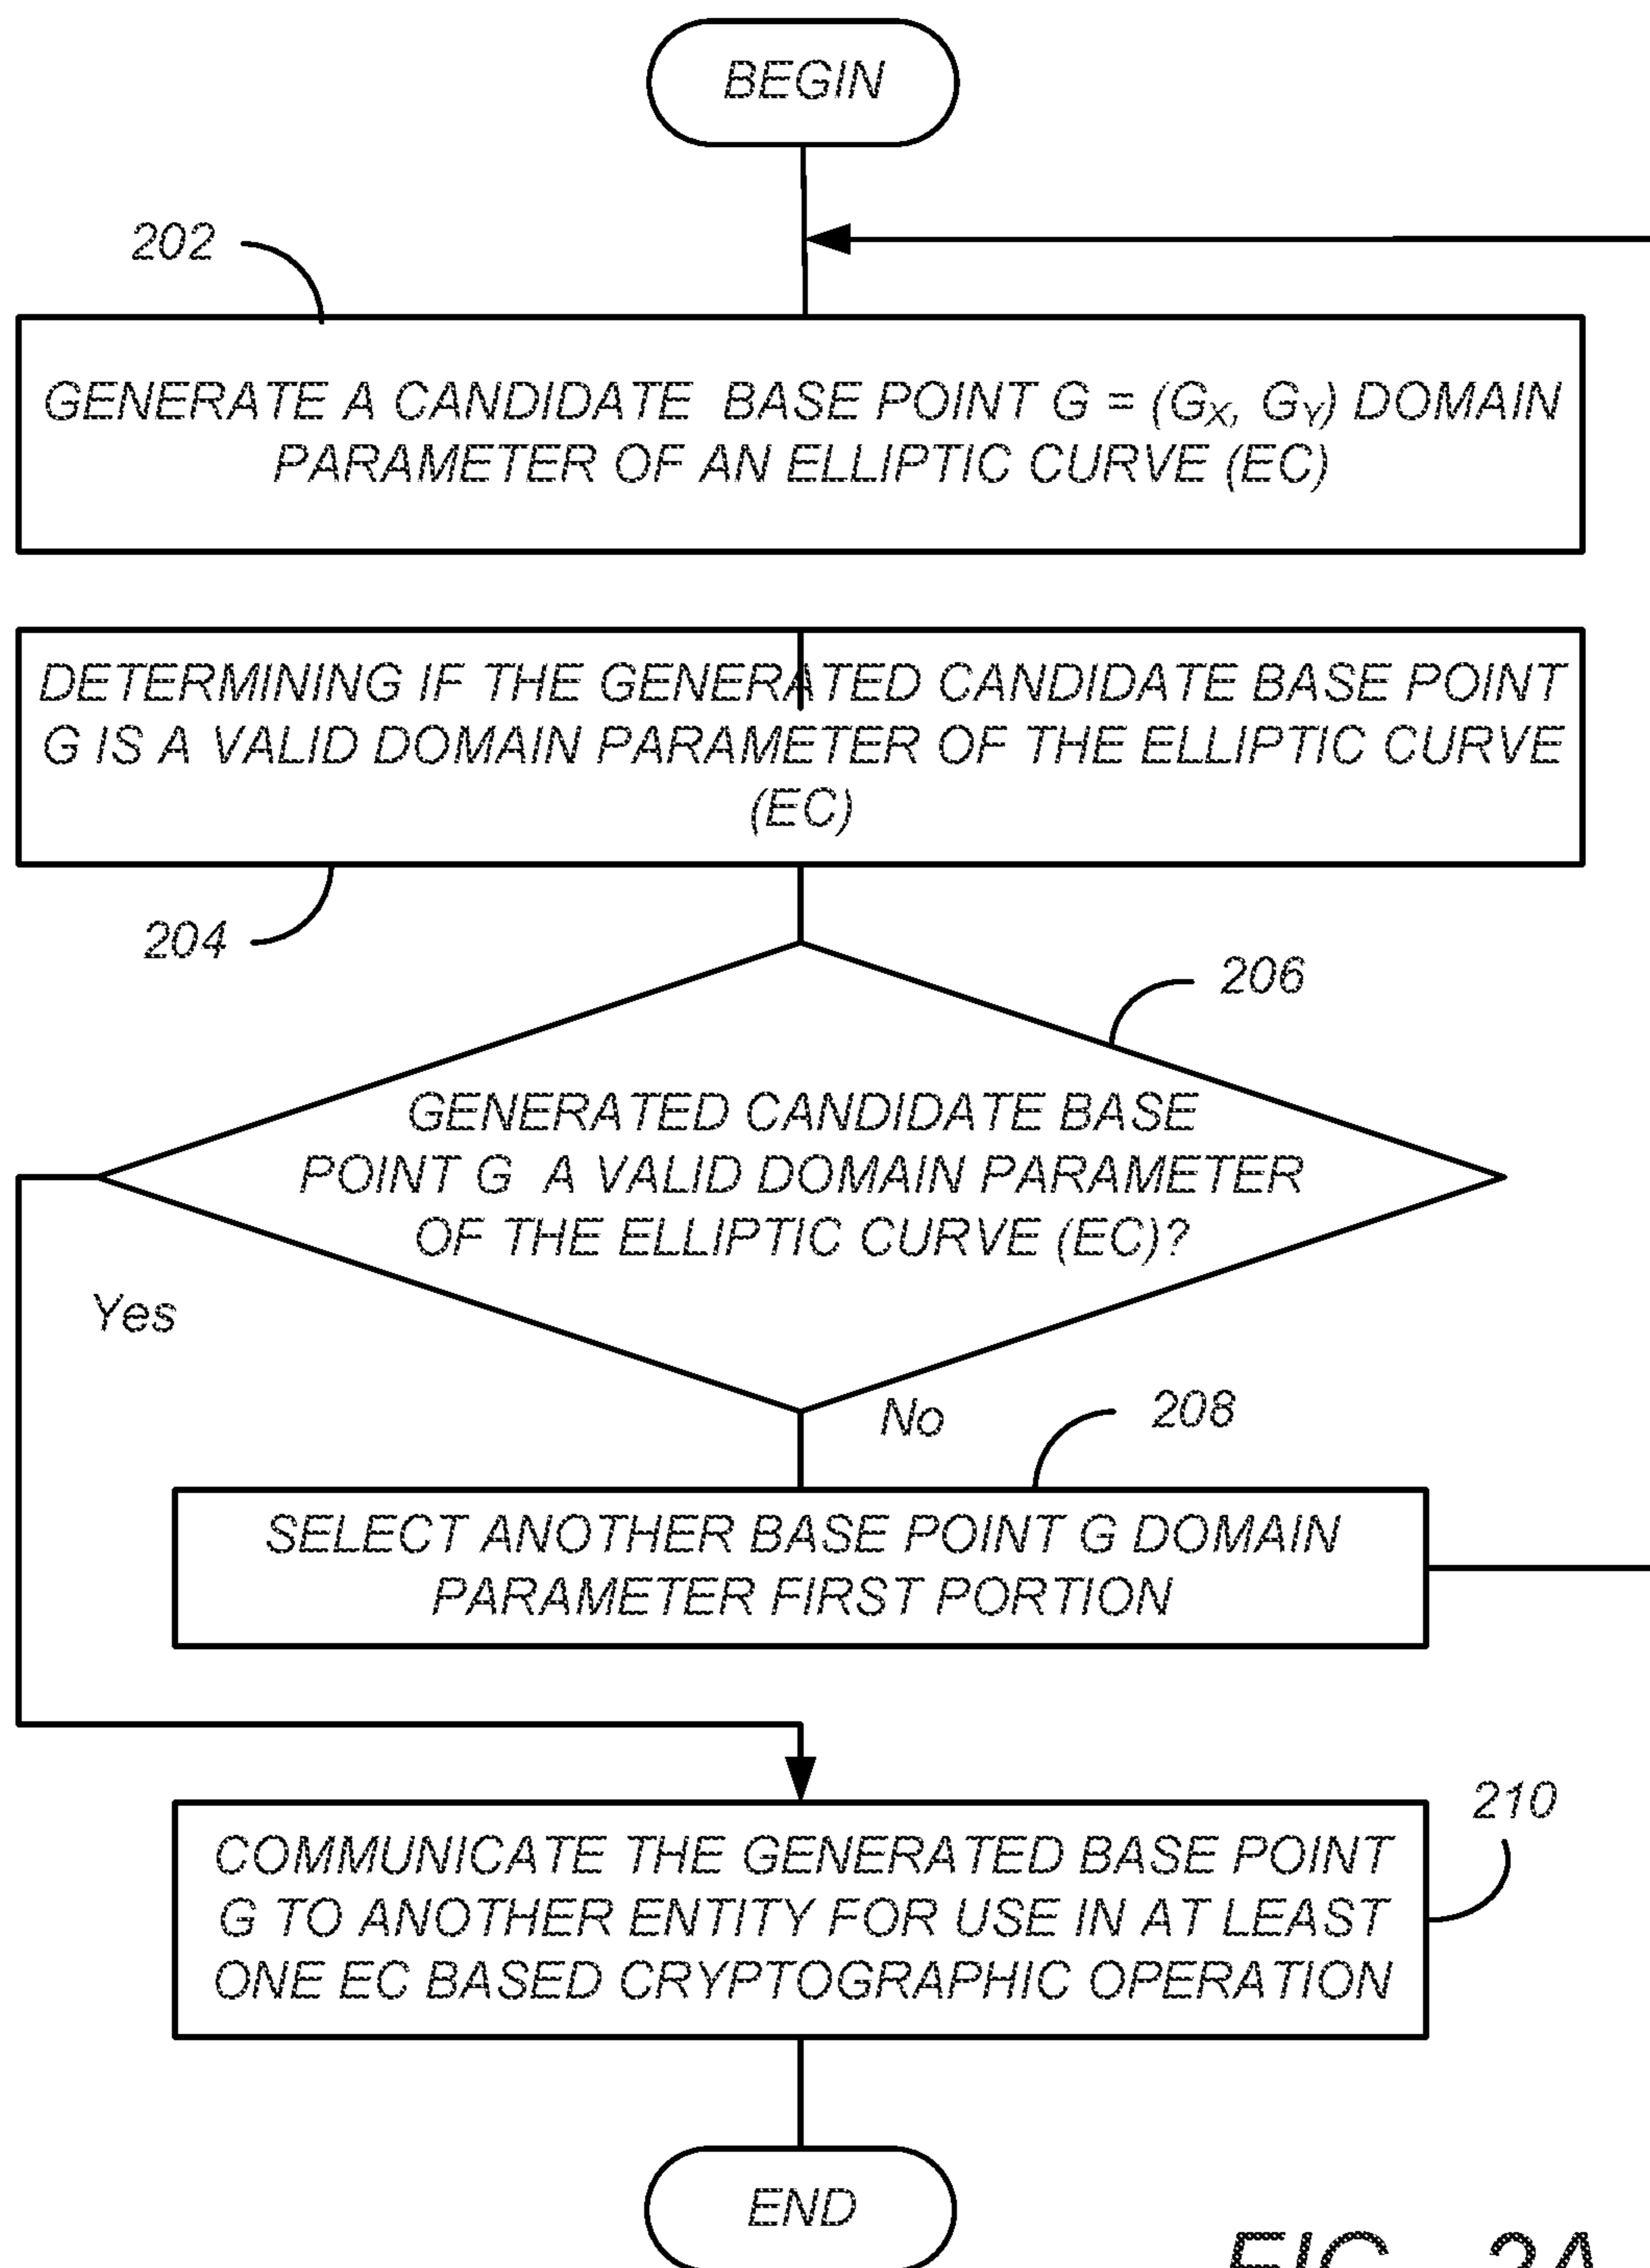 BEGIN
202
GENERATE A CANDIDATE BASE POINT G = (GX, GY) DOMAIN
PARAMETER OF AN ELLIPTIC CURVE (EC)
DETERMINING IF THE GENERATED CANDIDATE BASE POINT
G IS A VALID DOMAIN PARAMETER OF THE ELLIPTIC CURVE
(EC)
204
206
GENERATED CANDIDATE BASE
POINT G A VALID DOMAIN PARAMETER
OF THE ELLIPTIC CURVE (EC)?
Yes
No
208
SELECT ANOTHER BASE POINT G DOMAIN
PARAMETER FIRST PORTION
210
COMMUNICATE THE GENERATED BASE POINT
G TO ANOTHER ENTITY FOR USE IN AT LEAST
ONE EC BASED CRYPTOGRAPHIC OPERATION
END
FIG. 2A